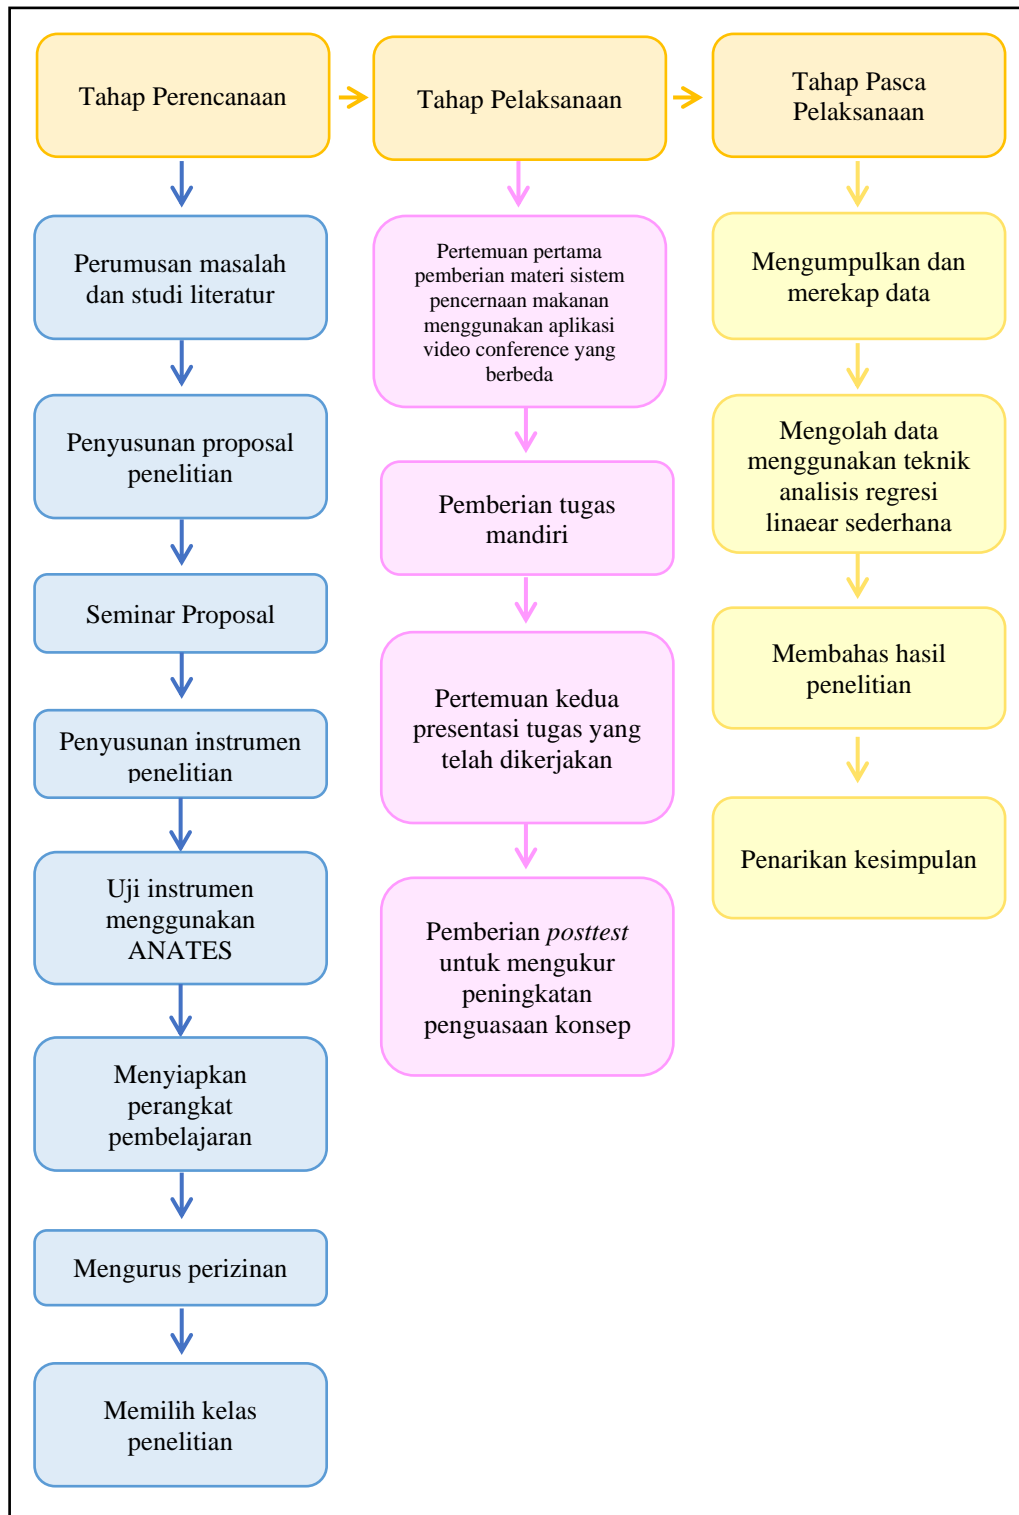 Tahap Perencanaan
Tahap Pelaksanaan
Tahap Pasca
Pelaksanaan
Perumusan masalah
dan studi literatur
Penyusunan proposal
penelitian
Seminar Proposal
Penyusunan instrumen
penelitian
Uji instrumen
menggunakan
ANATES
Menyiapkan
perangkat
pembelajaran
Mengurus perizinan
Memilih kelas
penelitian
Pertemuan pertama
pemberian materi sistem
pencernaan makanan
menggunakan aplikasi
video conference yang
berbeda
Pemberian tugas
mandiri
Pertemuan kedua
presentasi tugas yang
telah dikerjakan
Pemberian posttest
untuk mengukur
peningkatan
penguasaan konsep
Mengumpulkan dan
merekap data
Mengolah data
menggunakan teknik
analisis regresi
linaear sederhana
Membahas hasil
penelitian
Penarikan kesimpulan